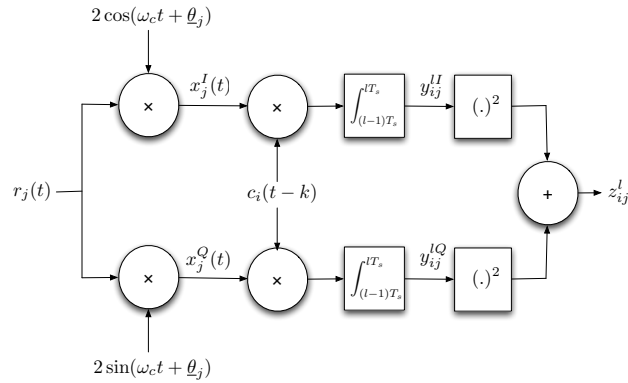 2 cos(ω_c t + θ_j)
x_j^I(t)
×
×
∫_{(l−1)T_s}^{lT_s}
y_{ij}^{lI}
(.)^2
r_j(t)
c_i(t − k)
+
z_{ij}^l
x_j^Q(t)
×
×
∫_{(l−1)T_s}^{lT_s}
y_{ij}^{lQ}
(.)^2
2 sin(ω_c t + θ_j)